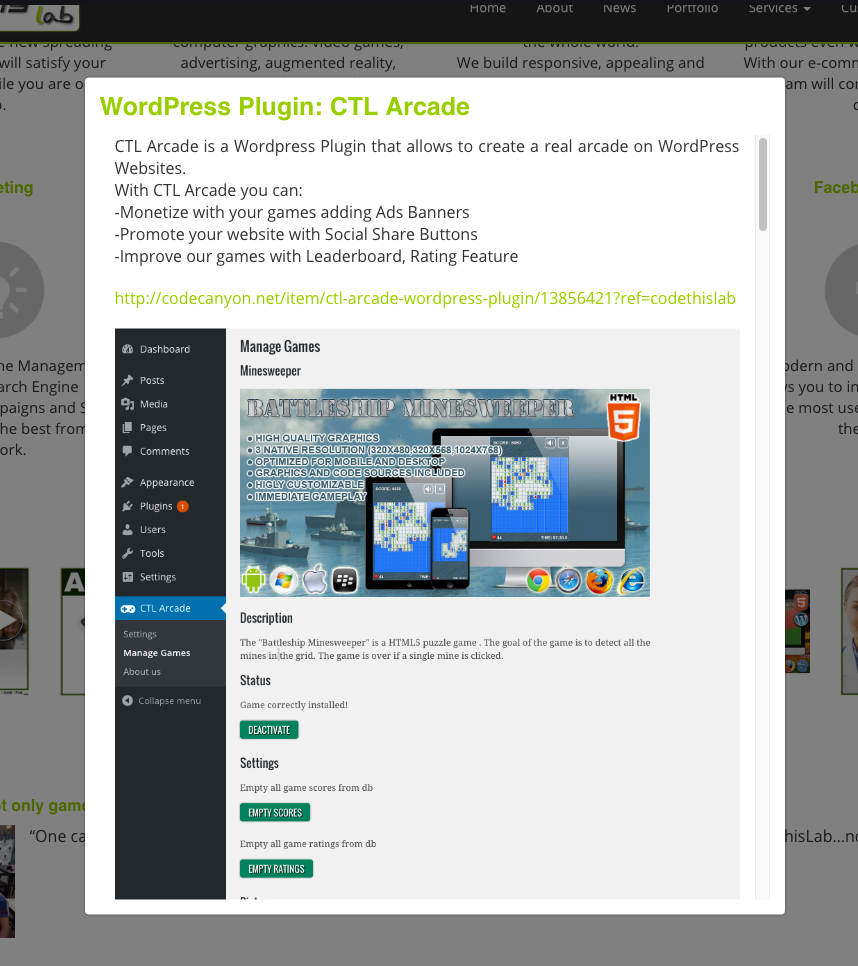 lab
Home
About
News
Portfolio
Services
Cu
new spreading
computer graphics: video games,
the whole world.
products even w
will satisfy your
advertising, augmented reality,
We build responsive, appealing and
With our e-comm
ile you are o
am will con
WordPress Plugin: CTL Arcade
CTL Arcade is a Wordpress Plugin that allows to create a real arcade on WordPress
Websites.
With CTL Arcade you can:
-Monetize with your games adding Ads Banners
-Promote your website with Social Share Buttons
-Improve our games with Leaderboard, Rating Feature
http://codecanyon.net/item/ctl-arcade-wordpress-plugin/13856421?ref=codethislab
eting
Faceb
ne Managem
arch Engine
paigns and S
he best from
ork.
odern and
ws you to in
e most use
the
Dashboard
Posts
Media
Pages
Comments
Appearance
Plugins 1
Users
Tools
Settings
CTL Arcade
Settings
Manage Games
About us
Collapse menu
Manage Games
Minesweeper
BATTLESHIP MINESWEEPER
HTML
5
● HIGH QUALITY GRAPHICS
● 3 NATIVE RESOLUTION (320X480,320X568,1024X768)
● OPTIMIZED FOR MOBILE AND DESKTOP
● GRAPHICS AND CODE SOURCES INCLUDED
● HIGLY CUSTOMIZABLE
● IMMEDIATE GAMEPLAY
Description
The "Battleship Minesweeper" is a HTML5 puzzle game . The goal of the game is to detect all the
mines in the grid. The game is over if a single mine is clicked.
Status
Game correctly installed!
DEACTIVATE
Settings
Empty all game scores from db
EMPTY SCORES
Empty all game ratings from db
EMPTY RATINGS
t only game
“One ca
hisLab...no